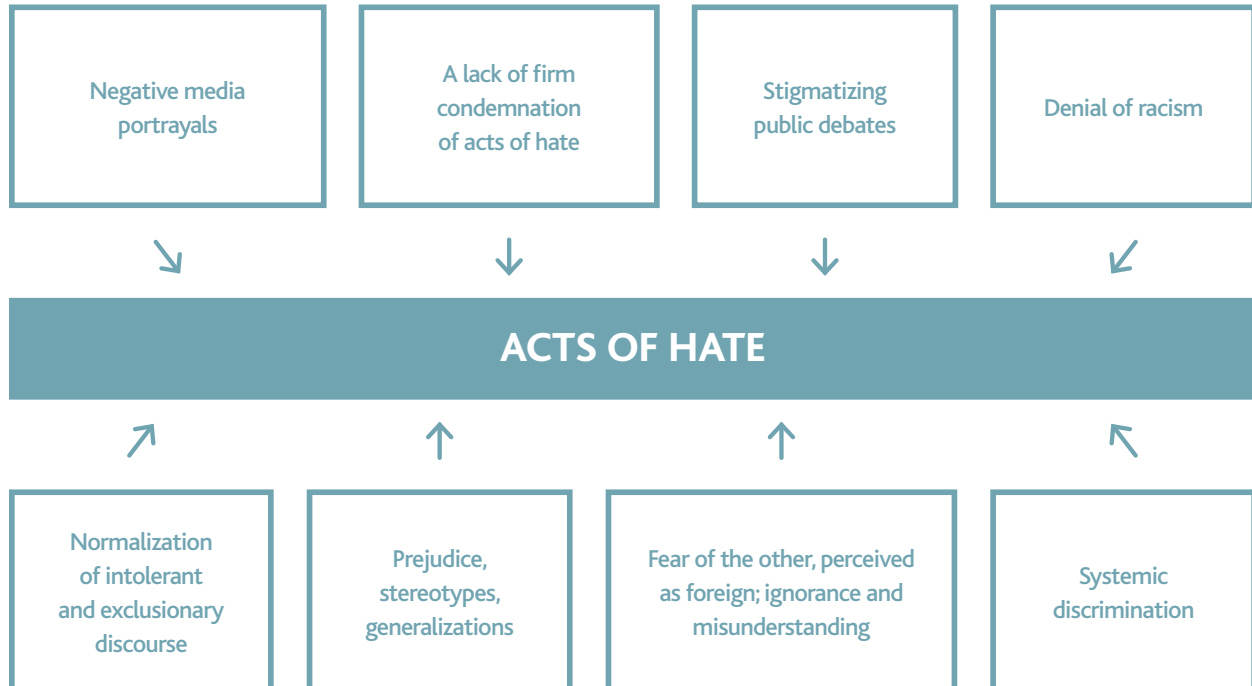 Negative media
portrayals
A lack of firm
condemnation
of acts of hate
Stigmatizing
public debates
Denial of racism
ACTS OF HATE
Normalization
of intolerant
and exclusionary
discourse
Prejudice,
stereotypes,
generalizations
Fear of the other, perceived
as foreign; ignorance and
misunderstanding
Systemic
discrimination